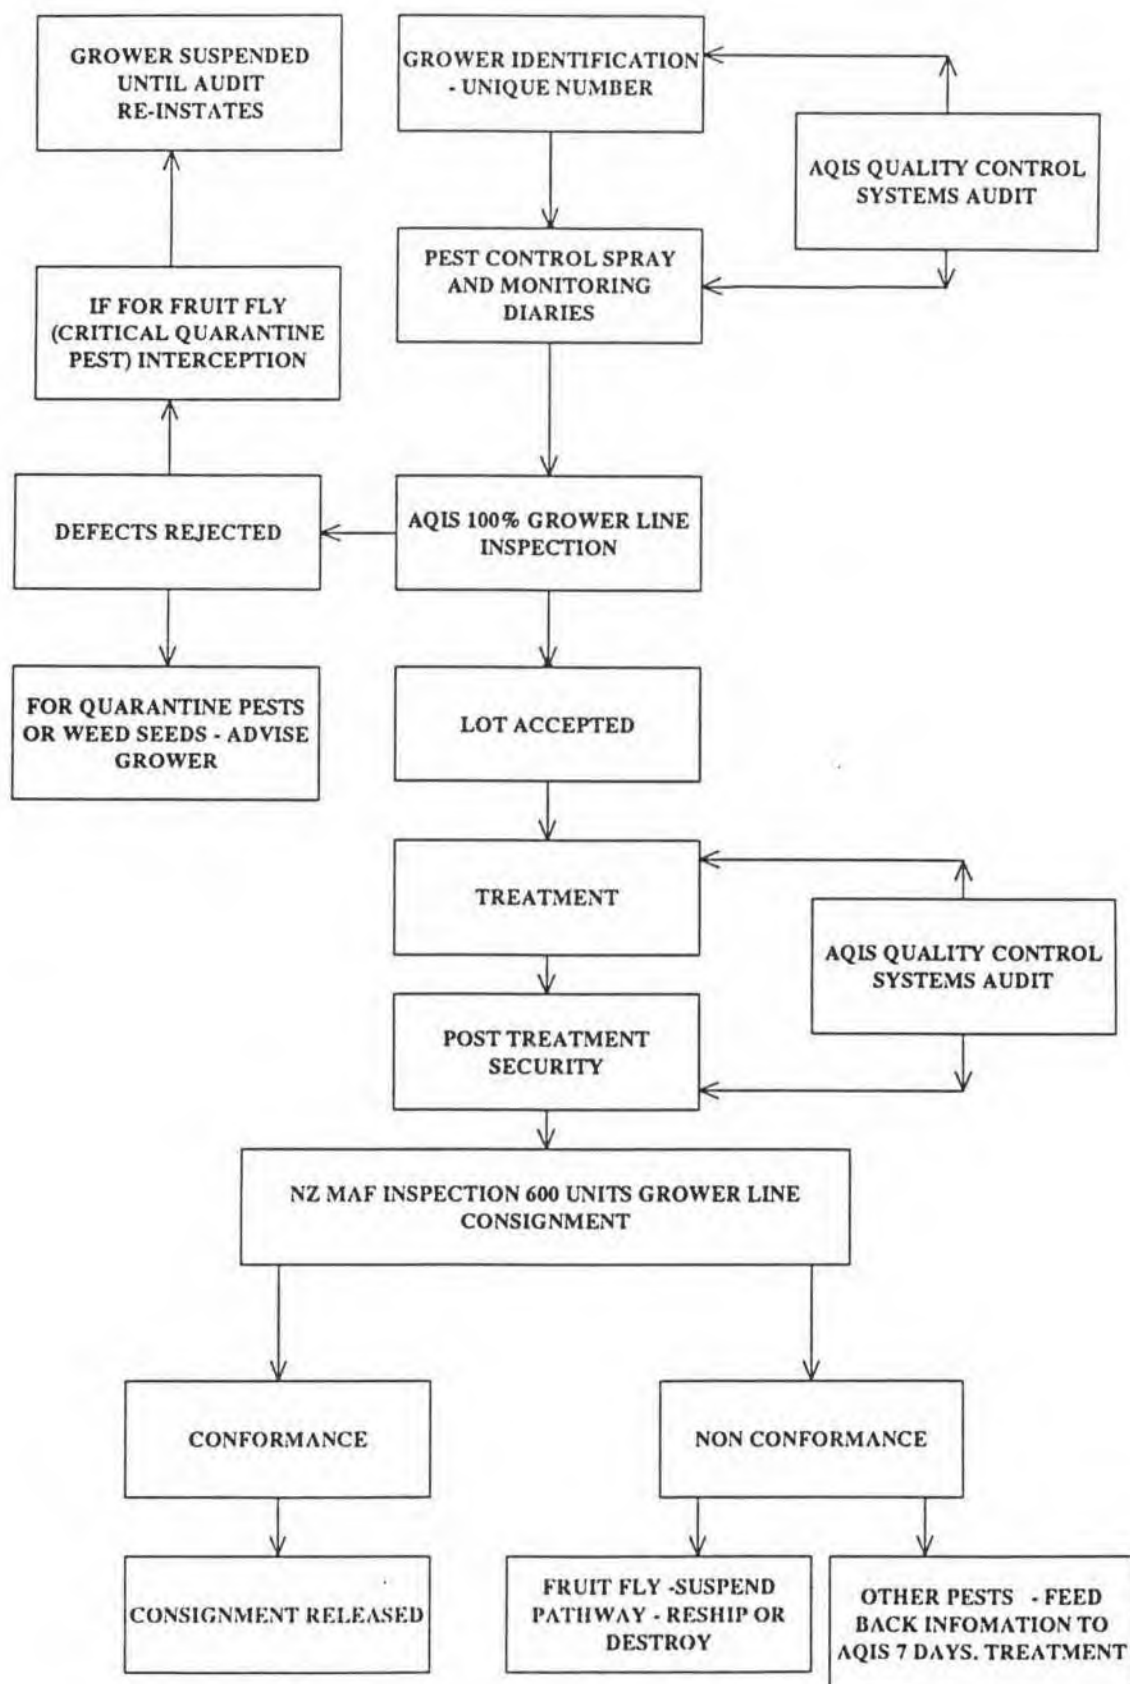 GROWER SUSPENDED
UNTIL AUDIT
RE-INSTATES
GROWER IDENTIFICATION
- UNIQUE NUMBER
AQIS QUALITY CONTROL
SYSTEMS AUDIT
PEST CONTROL SPRAY
AND MONITORING
DIARIES
IF FOR FRUIT FLY
(CRITICAL QUARANTINE
PEST) INTERCEPTION
DEFECTS REJECTED
AQIS 100% GROWER LINE
INSPECTION
FOR QUARANTINE PESTS
OR WEED SEEDS - ADVISE
GROWER
LOT ACCEPTED
TREATMENT
AQIS QUALITY CONTROL
SYSTEMS AUDIT
POST TREATMENT
SECURITY
NZ MAF INSPECTION 600 UNITS GROWER LINE
CONSIGNMENT
CONFORMANCE
NON CONFORMANCE
CONSIGNMENT RELEASED
FRUIT FLY -SUSPEND
PATHWAY - RESHIP OR
DESTROY
OTHER PESTS - FEED
BACK INFOMATION TO
AQIS 7 DAYS. TREATMENT